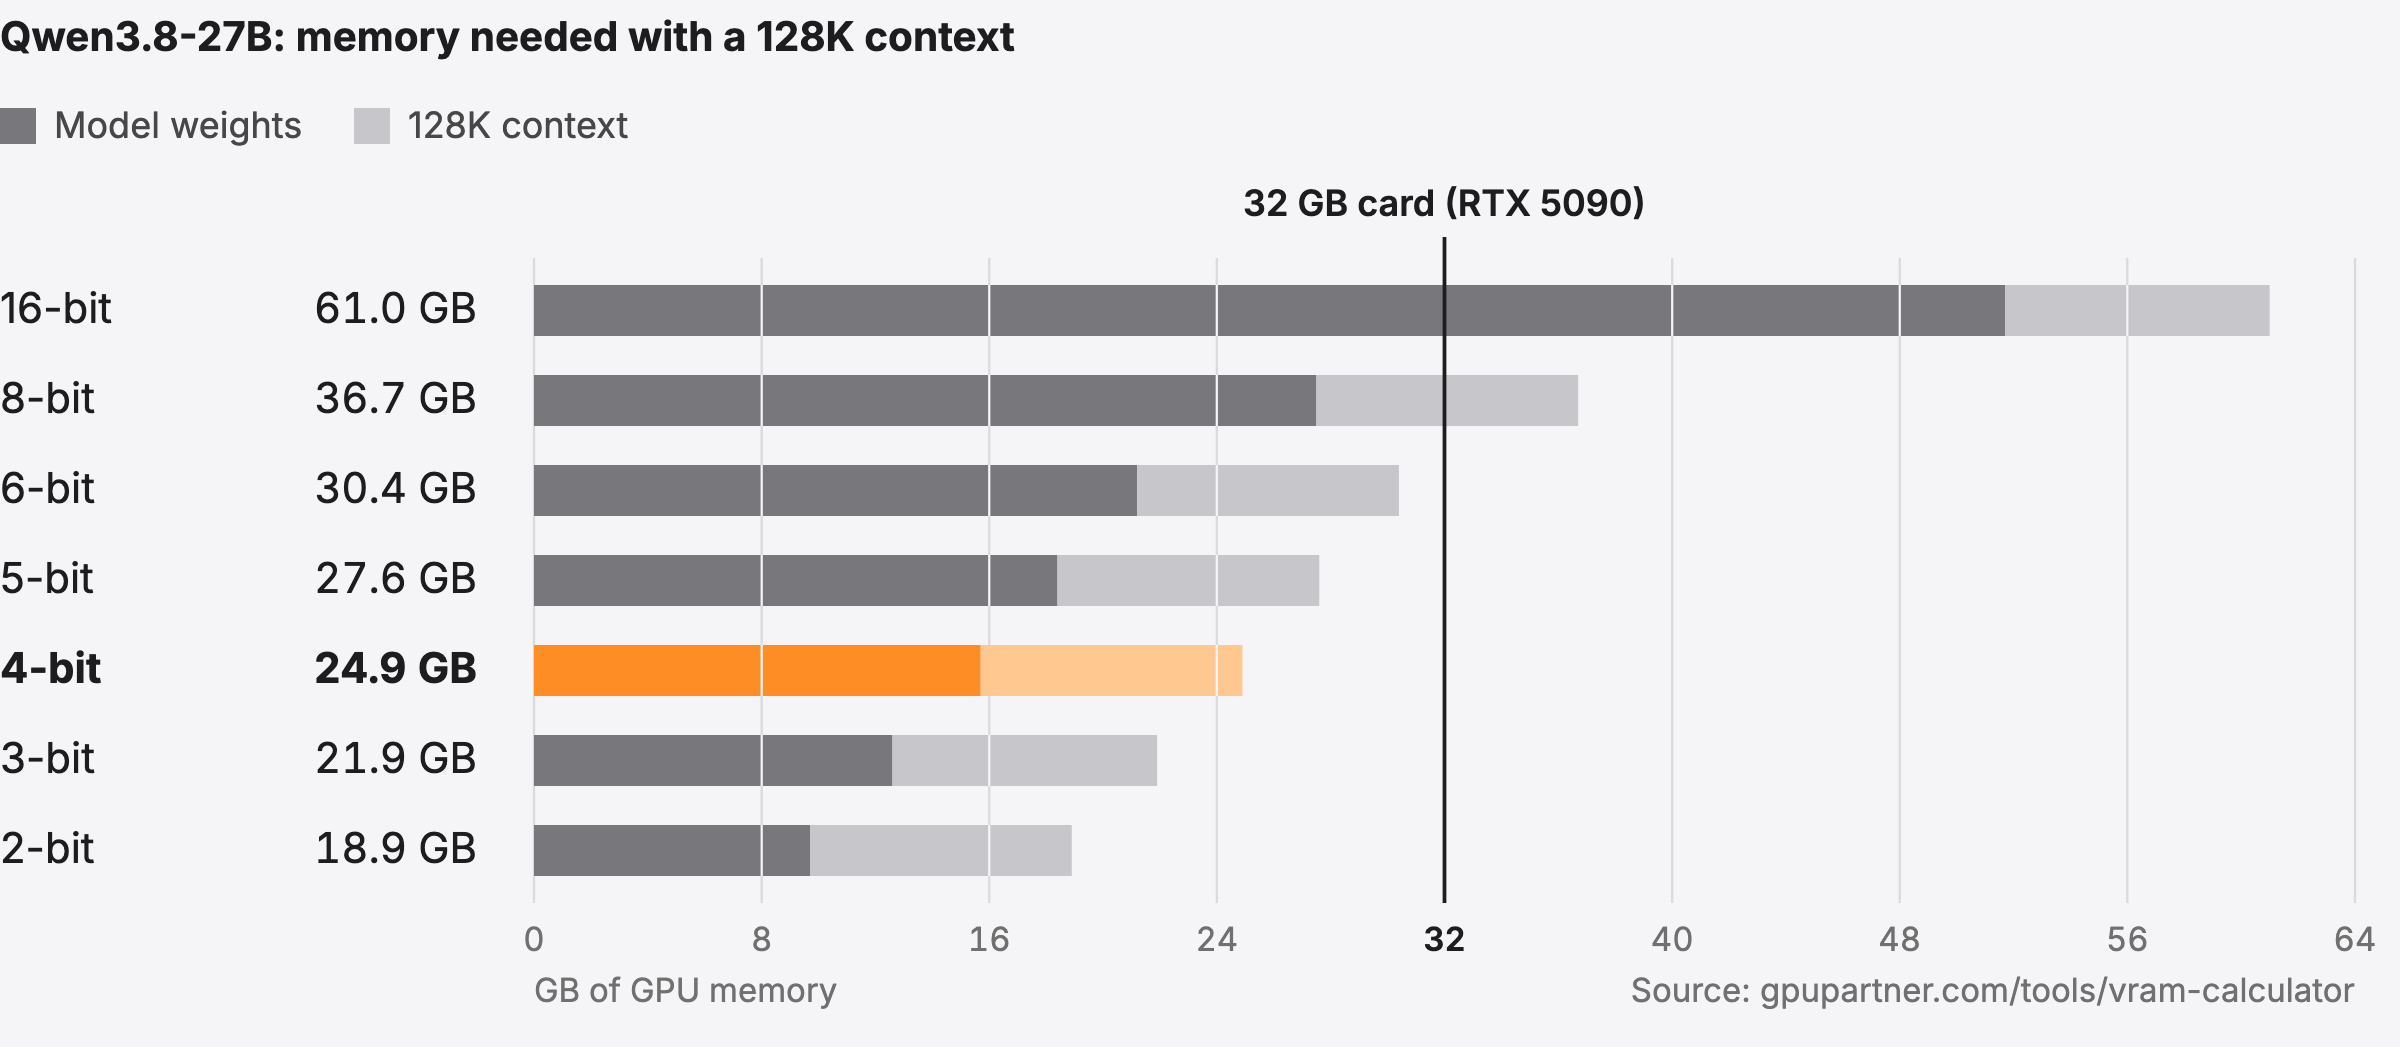 Qwen3.8-27B: memory needed with a 128K context
Model weights 128K context
32 GB card (RTX 5090)
16-bit 61.0 GB
8-bit 36.7 GB
6-bit 30.4 GB
5-bit 27.6 GB
4-bit 24.9 GB
3-bit 21.9 GB
2-bit 18.9 GB
0 8 16 24 32 40 48 56 64
GB of GPU memory Source: gpupartner.com/tools/vram-calculator